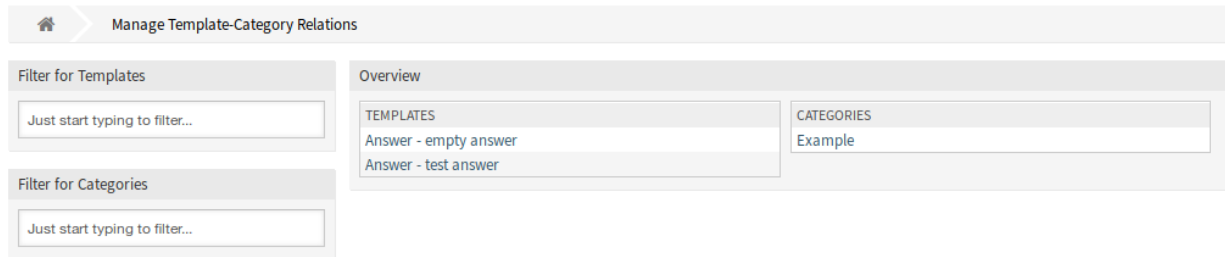 Manage Template-Category Relations
Filter for Templates
Just start typing to filter...
Filter for Categories
Just start typing to filter...
Overview
TEMPLATES
Answer - empty answer
Answer - test answer
CATEGORIES
Example